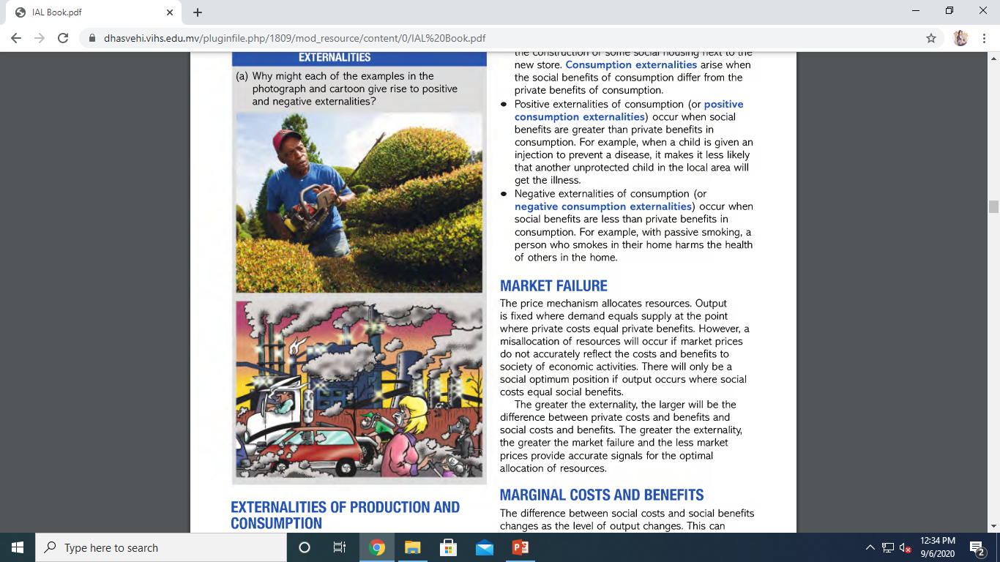 IAL Book.pdf
dhasvehi.vihs.edu.mv/pluginfile.php/1809/mod_resource/content/0/IAL%20Book.pdf
EXTERNALITIES
(a) Why might each of the examples in the
photograph and cartoon give rise to positive
and negative externalities?
EXTERNALITIES OF PRODUCTION AND
CONSUMPTION
the construction of some social housing next to the
new store. Consumption externalities arise when
the social benefits of consumption differ from the
private benefits of consumption.
• Positive externalities of consumption (or positive
consumption externalities) occur when social
benefits are greater than private benefits in
consumption. For example, when a child is given an
injection to prevent a disease, it makes it less likely
that another unprotected child in the local area will
get the illness.
• Negative externalities of consumption (or
negative consumption externalities) occur when
social benefits are less than private benefits in
consumption. For example, with passive smoking, a
person who smokes in their home harms the health
of others in the home.
MARKET FAILURE
The price mechanism allocates resources. Output
is fixed where demand equals supply at the point
where private costs equal private benefits. However, a
misallocation of resources will occur if market prices
do not accurately reflect the costs and benefits to
society of economic activities. There will only be a
social optimum position if output occurs where social
costs equal social benefits.
The greater the externality, the larger will be the
difference between private costs and benefits and
social costs and benefits. The greater the externality,
the greater the market failure and the less market
prices provide accurate signals for the optimal
allocation of resources.
MARGINAL COSTS AND BENEFITS
The difference between social costs and social benefits
changes as the level of output changes. This can
Type here to search
12:34 PM
9/6/2020
2